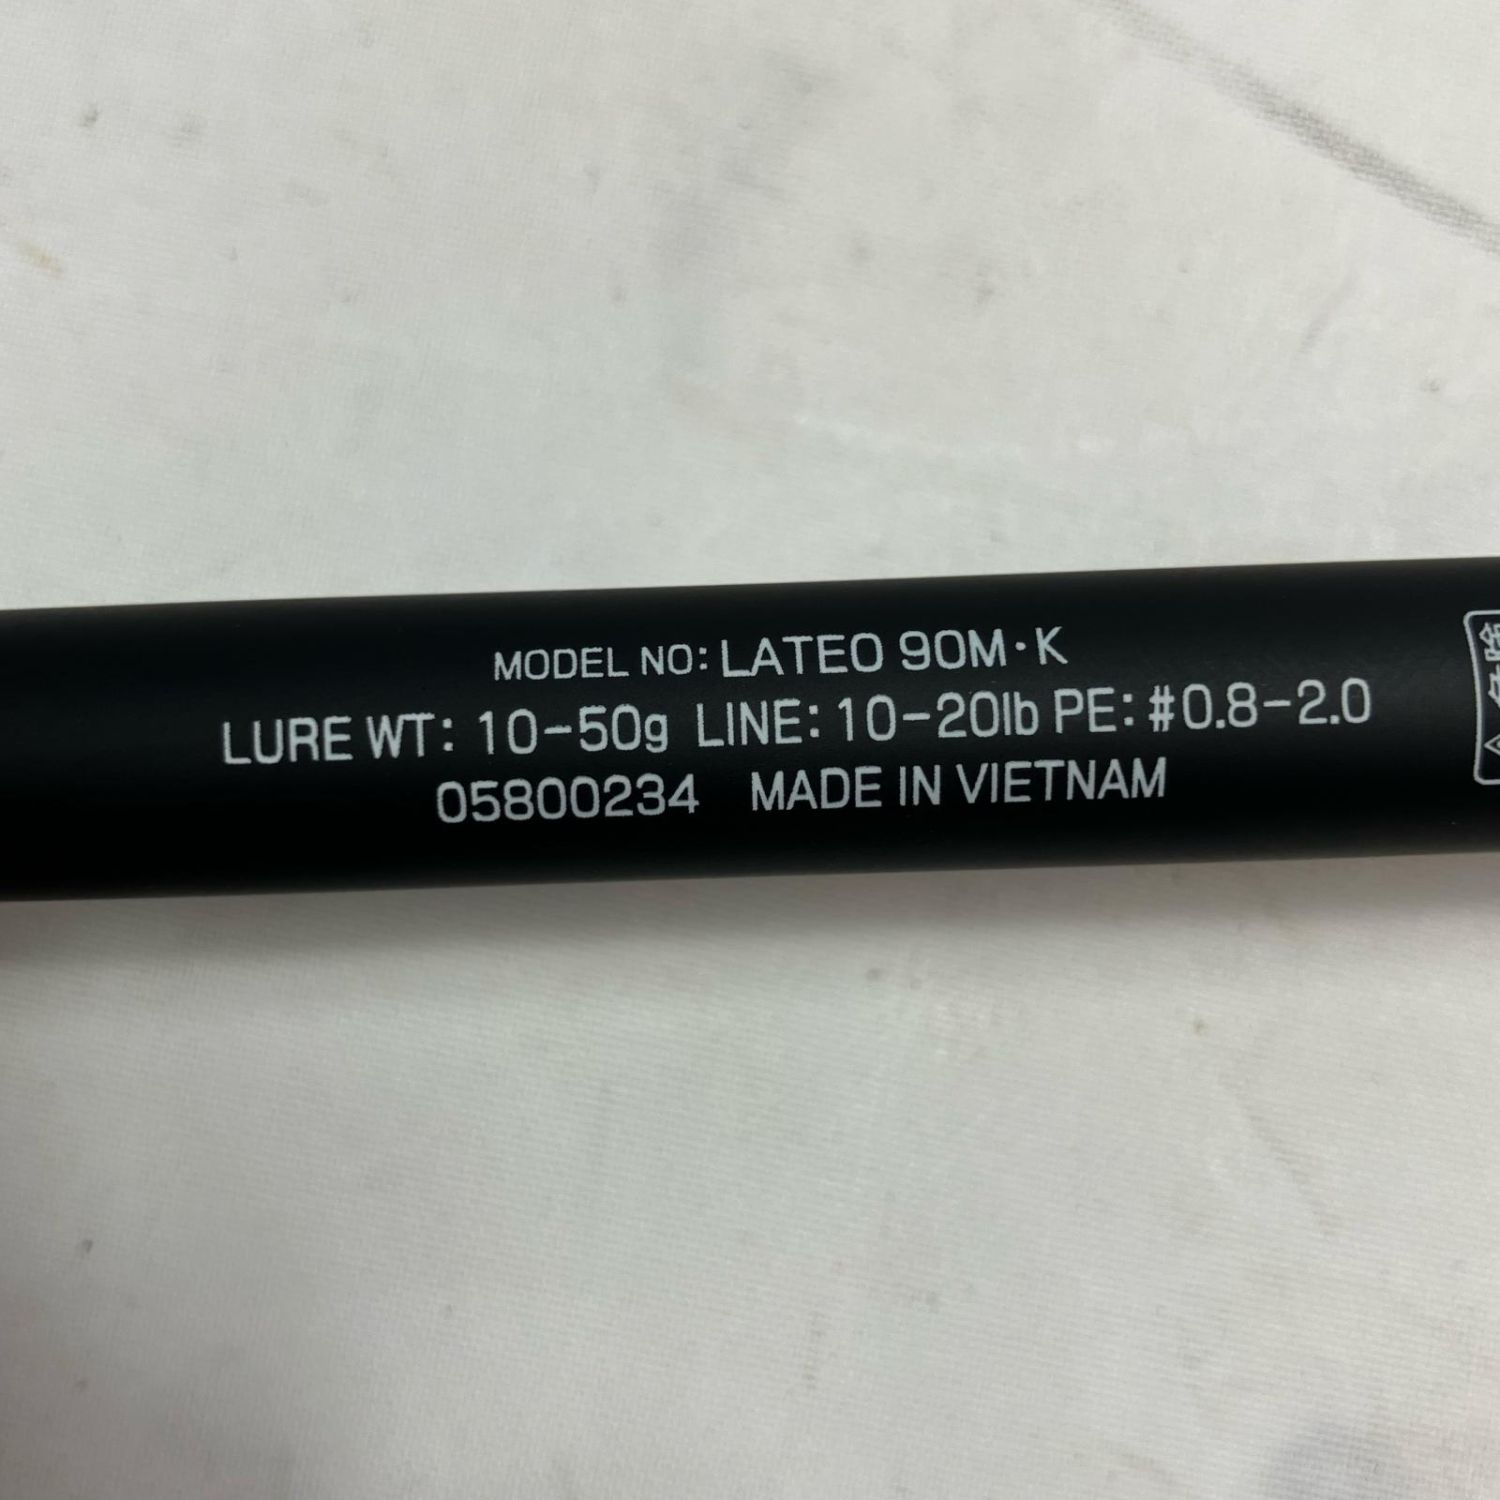 MODEL NO: LATEO 90M・K
LURE WT: 10-50g LINE: 10-20lb PE: #0.8-2.0
05800234 MADE IN VIETNAM